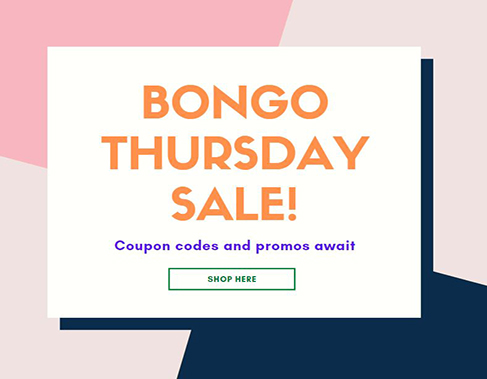 BONGO
THURSDAY
SALE!
Coupon codes and promos await
SHOP HERE